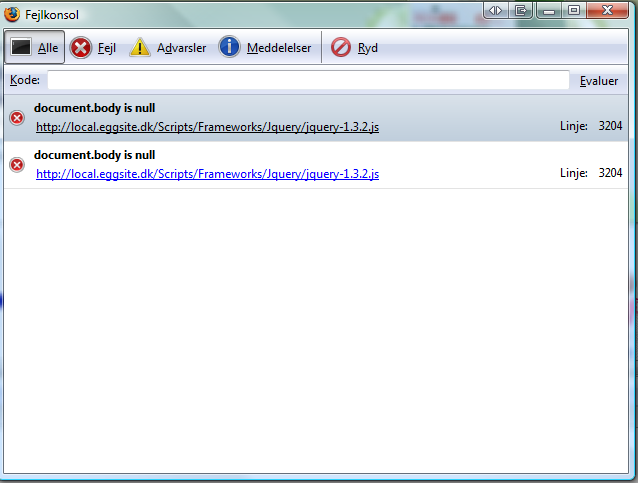 Fejlkonsol
Alle Fejl Advarsler Meddelelser Ryd
Kode: Evaluer
document.body is null
http://local.eggsite.dk/Scripts/Frameworks/Jquery/jquery-1.3.2.js Linje: 3204
document.body is null
http://local.eggsite.dk/Scripts/Frameworks/Jquery/jquery-1.3.2.js Linje: 3204